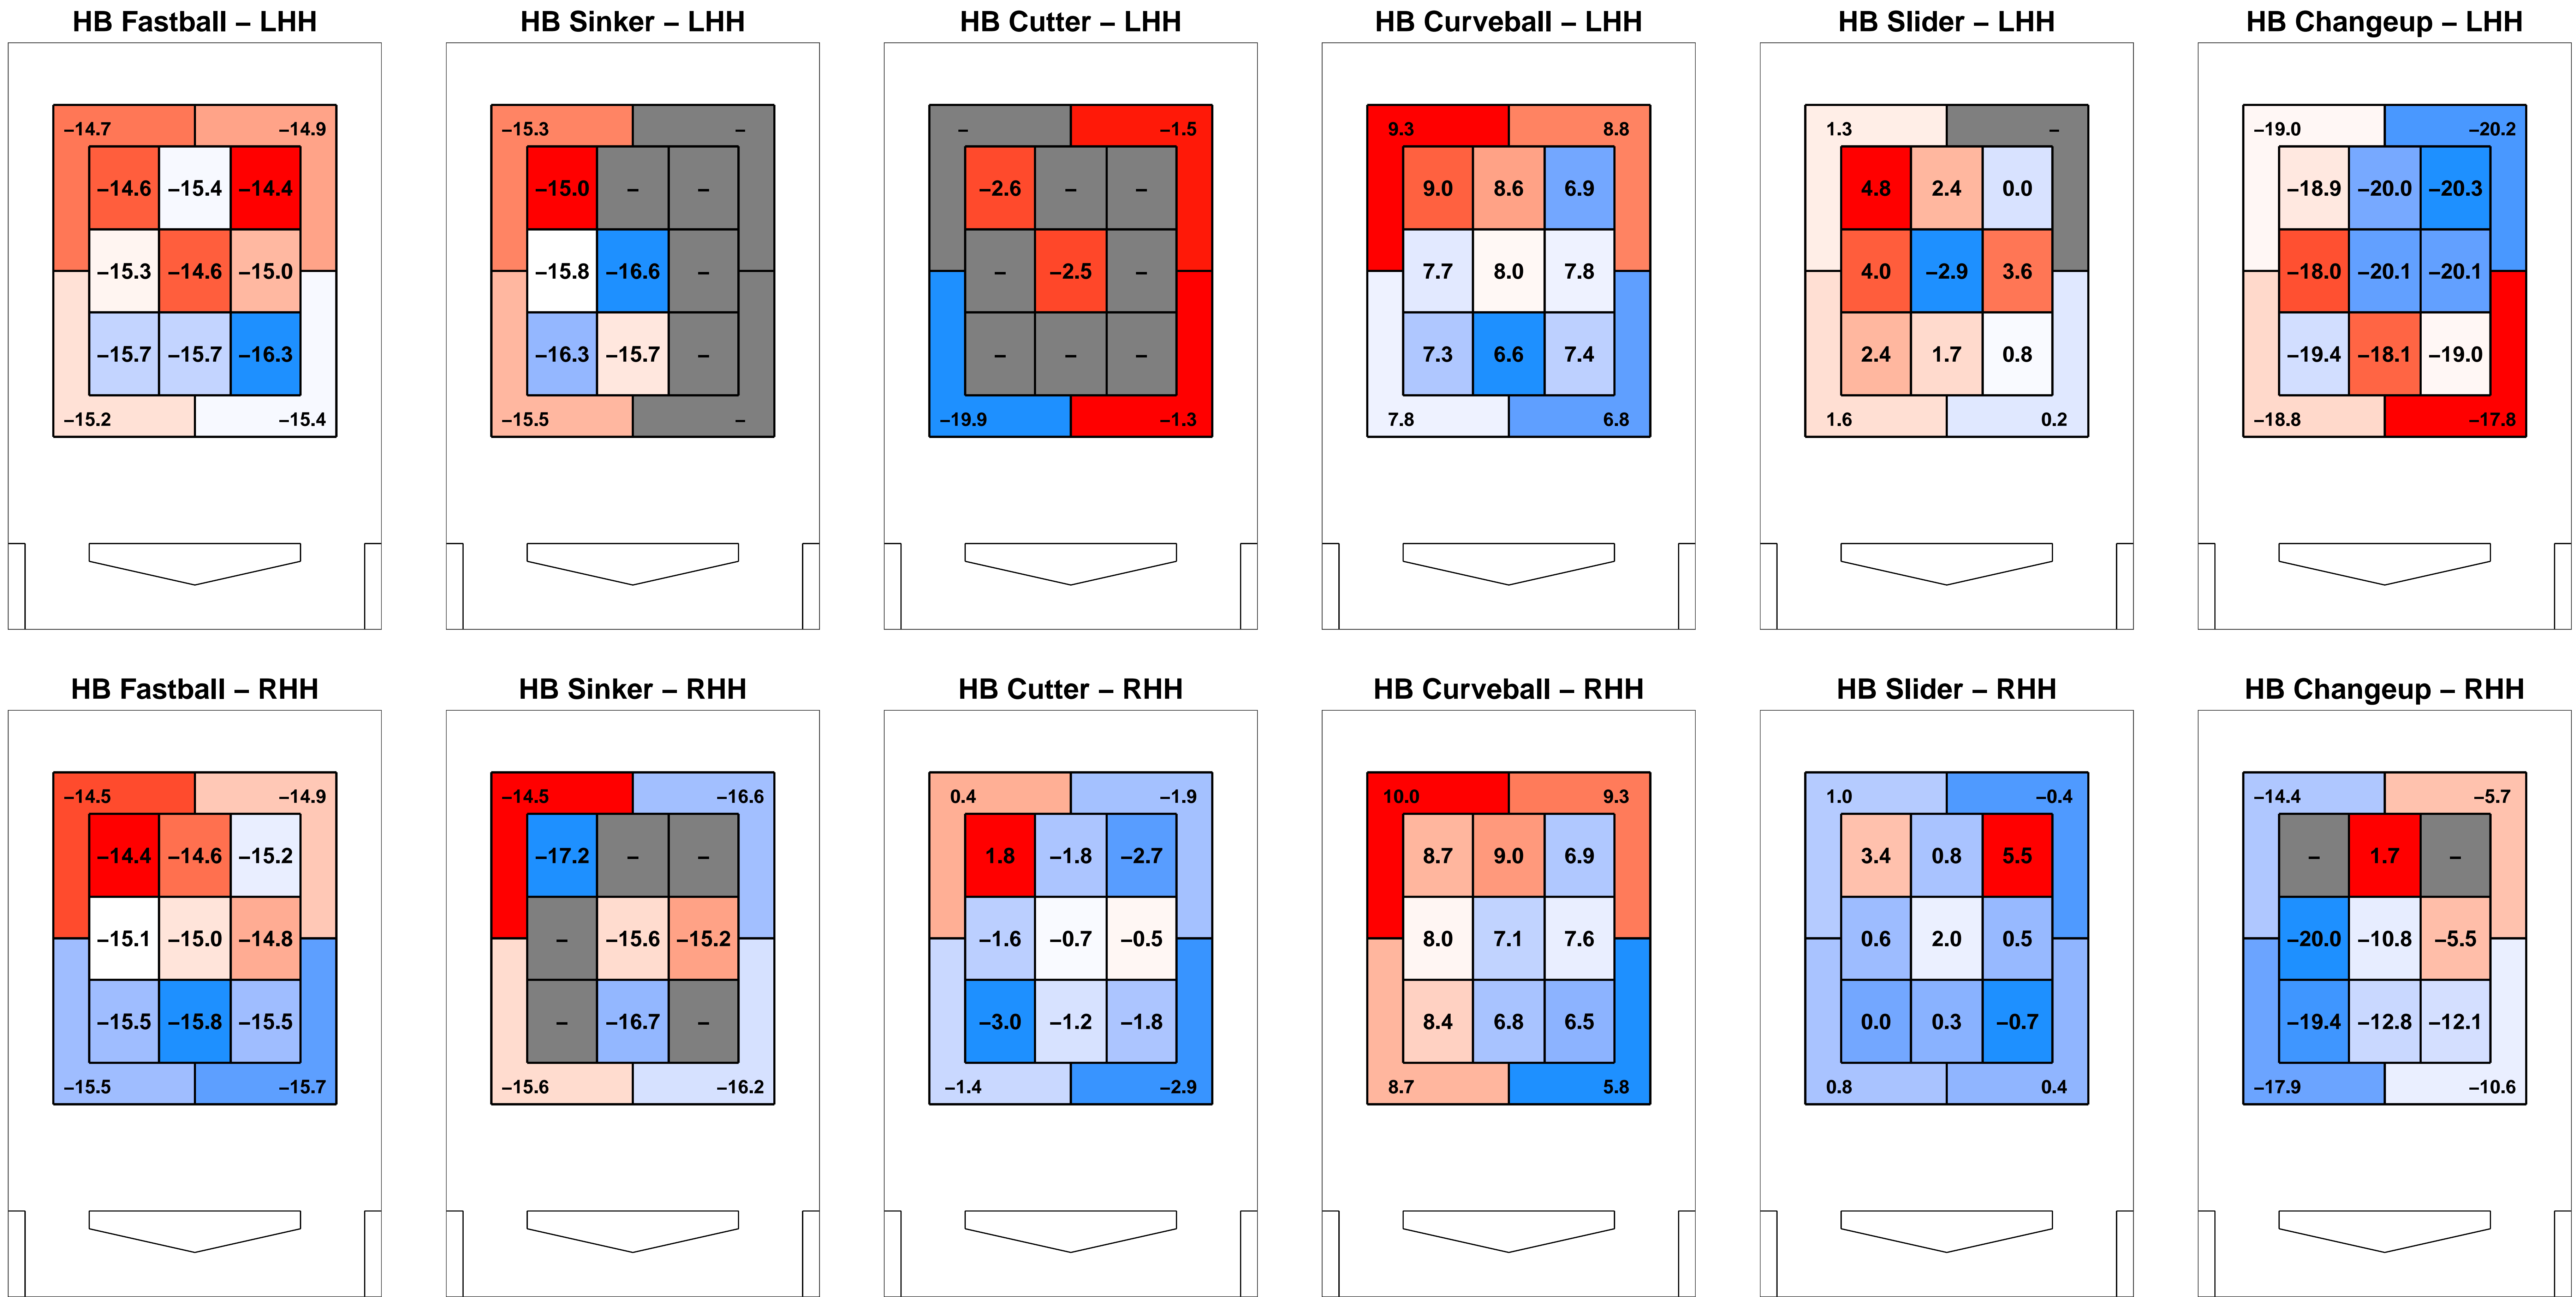 HB Fastball – LHH HB Sinker – LHH HB Cutter – LHH HB Curveball – LHH HB Slider – LHH HB Changeup – LHH
–14.7 –14.9 –15.3 – – –1.5 9.3 8.8 1.3 – –19.0 –20.2
–14.6 –15.4 –14.4 –15.0 – – –2.6 – – 9.0 8.6 6.9 4.8 2.4 0.0 –18.9 –20.0 –20.3
–15.3 –14.6 –15.0 –15.8 –16.6 – – –2.5 – 7.7 8.0 7.8 4.0 –2.9 3.6 –18.0 –20.1 –20.1
–15.7 –15.7 –16.3 –16.3 –15.7 – – – – 7.3 6.6 7.4 2.4 1.7 0.8 –19.4 –18.1 –19.0
–15.2 –15.4 –15.5 – –19.9 –1.3 7.8 6.8 1.6 0.2 –18.8 –17.8
HB Fastball – RHH HB Sinker – RHH HB Cutter – RHH HB Curveball – RHH HB Slider – RHH HB Changeup – RHH
–14.5 –14.9 –14.5 –16.6 0.4 –1.9 10.0 9.3 1.0 –0.4 –14.4 –5.7
–14.4 –14.6 –15.2 –17.2 – – 1.8 –1.8 –2.7 8.7 9.0 6.9 3.4 0.8 5.5 – 1.7 –
–15.1 –15.0 –14.8 – –15.6 –15.2 –1.6 –0.7 –0.5 8.0 7.1 7.6 0.6 2.0 0.5 –20.0 –10.8 –5.5
–15.5 –15.8 –15.5 – –16.7 – –3.0 –1.2 –1.8 8.4 6.8 6.5 0.0 0.3 –0.7 –19.4 –12.8 –12.1
–15.5 –15.7 –15.6 –16.2 –1.4 –2.9 8.7 5.8 0.8 0.4 –17.9 –10.6